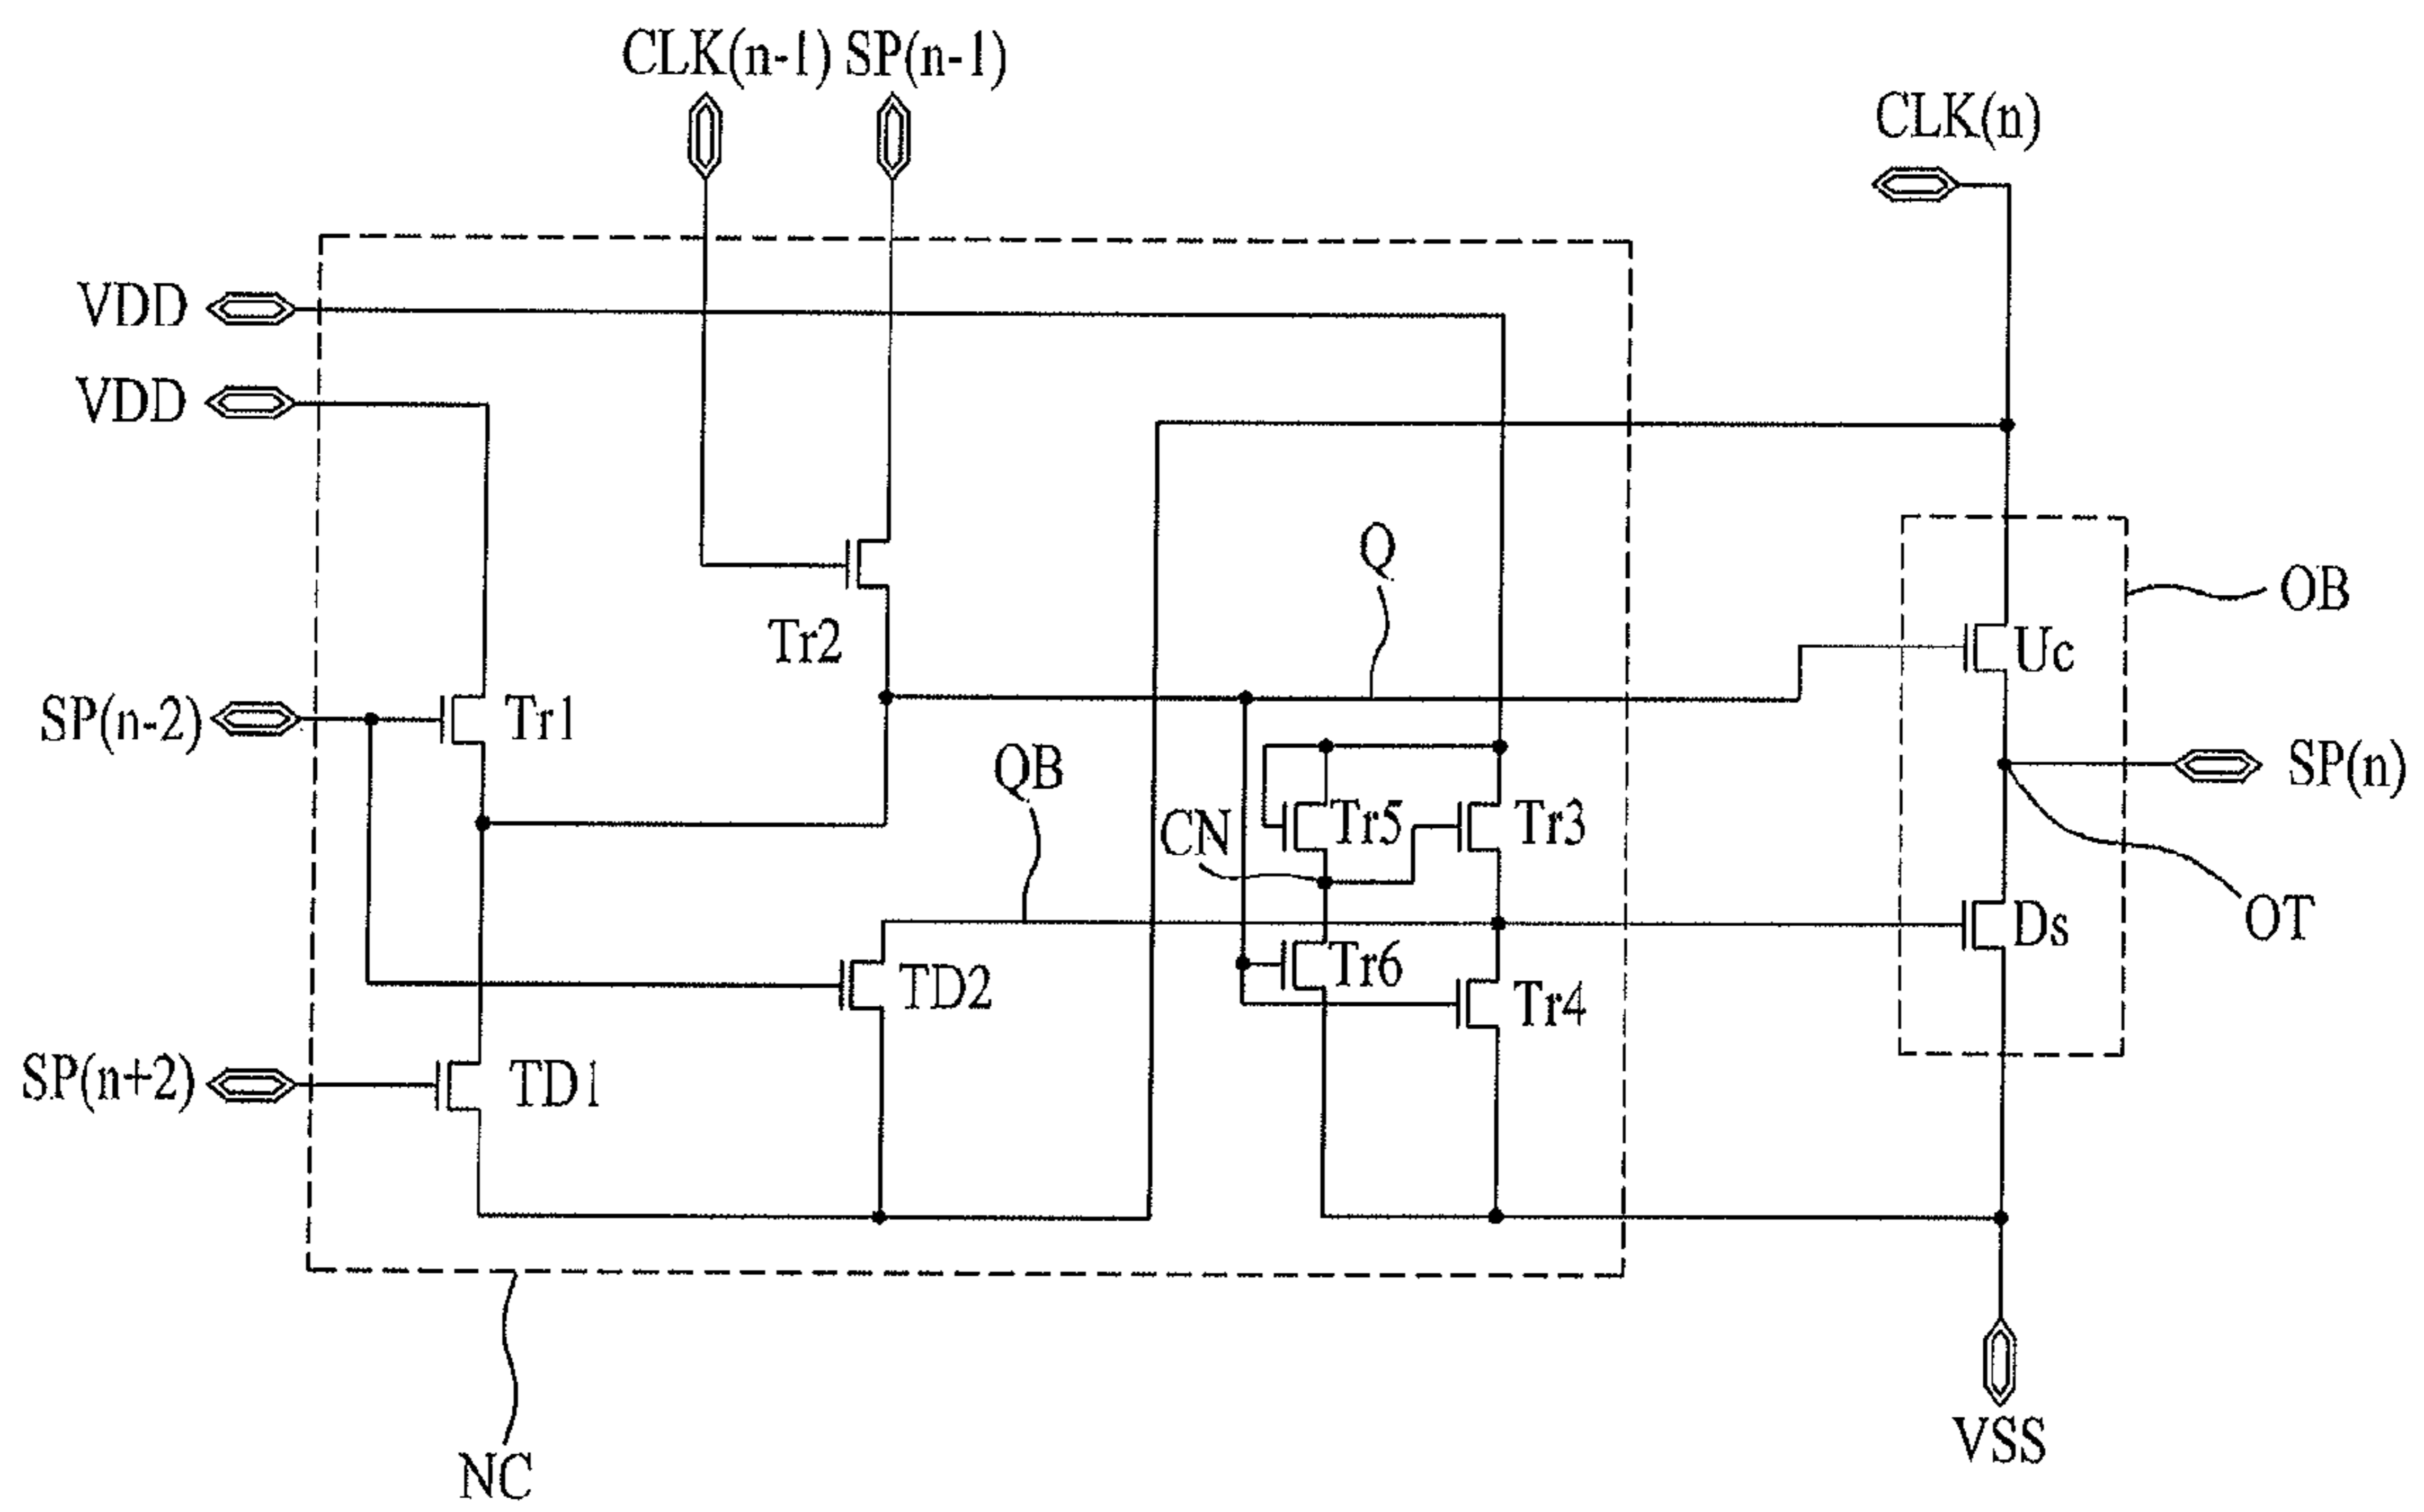 CLK(n-1) SP(n-1)
CLK(n)
VDD
VDD
Q
OB
Tr2
Uc
SP(n-2)
Tr1
QB
SP(n)
CN
Tr5
Tr3
OT
Ds
TD2
Tr6
Tr4
SP(n+2)
TD1
VSS
NC